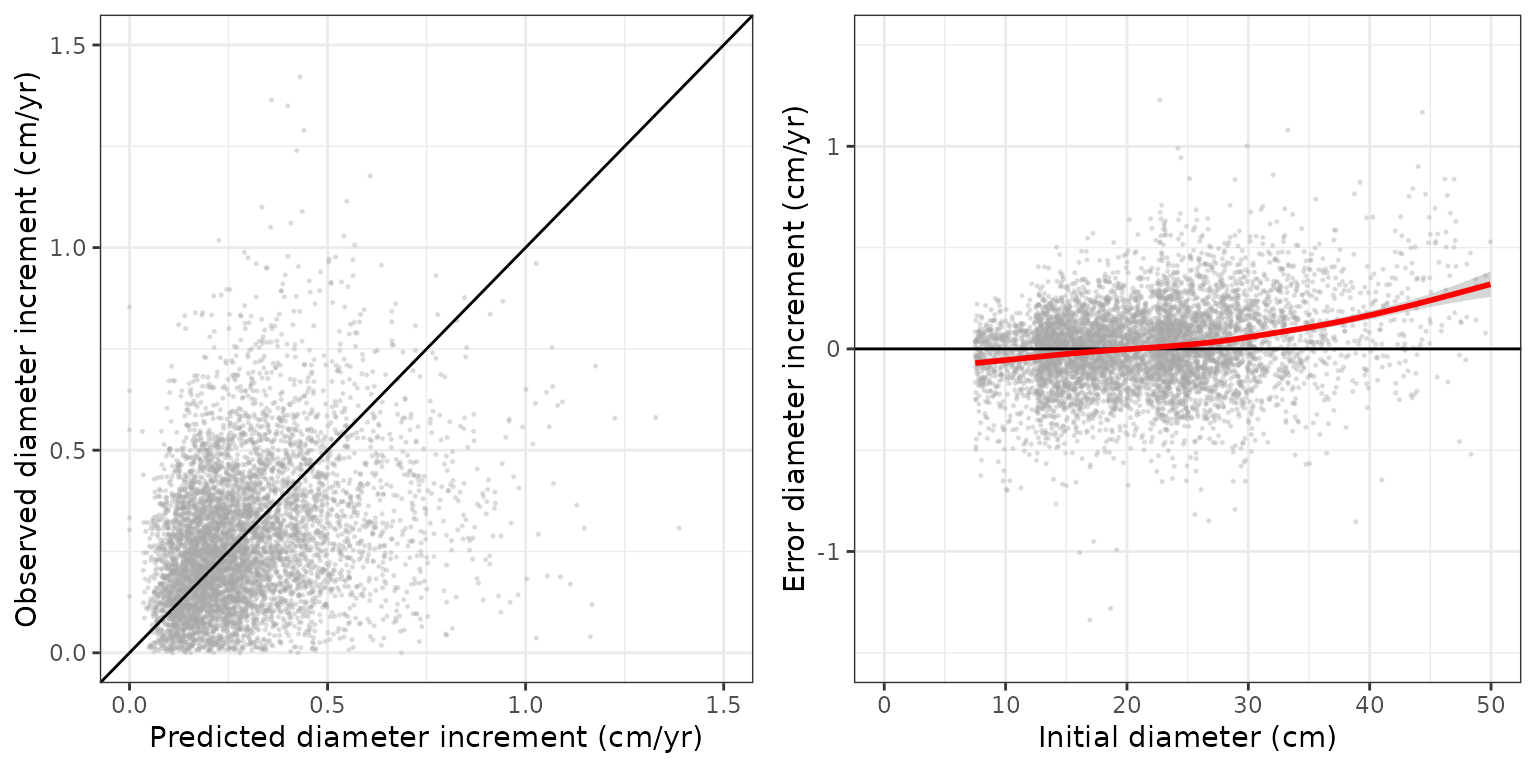 Observed diameter increment (cm/yr)
1.5
1.0
0.5
0.0
0.0 0.5 1.0 1.5
Predicted diameter increment (cm/yr)
Error diameter increment (cm/yr)
1
0
-1
0 10 20 30 40 50
Initial diameter (cm)